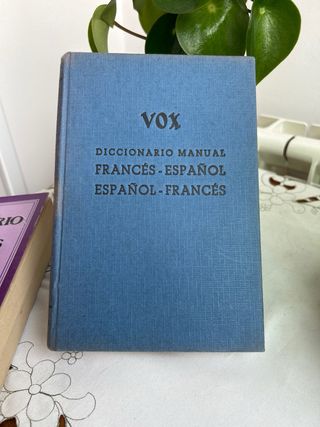 VOX
DICCIONARIO MANUAL
FRANCÉS - ESPAÑOL
ESPAÑOL - FRANCÉS